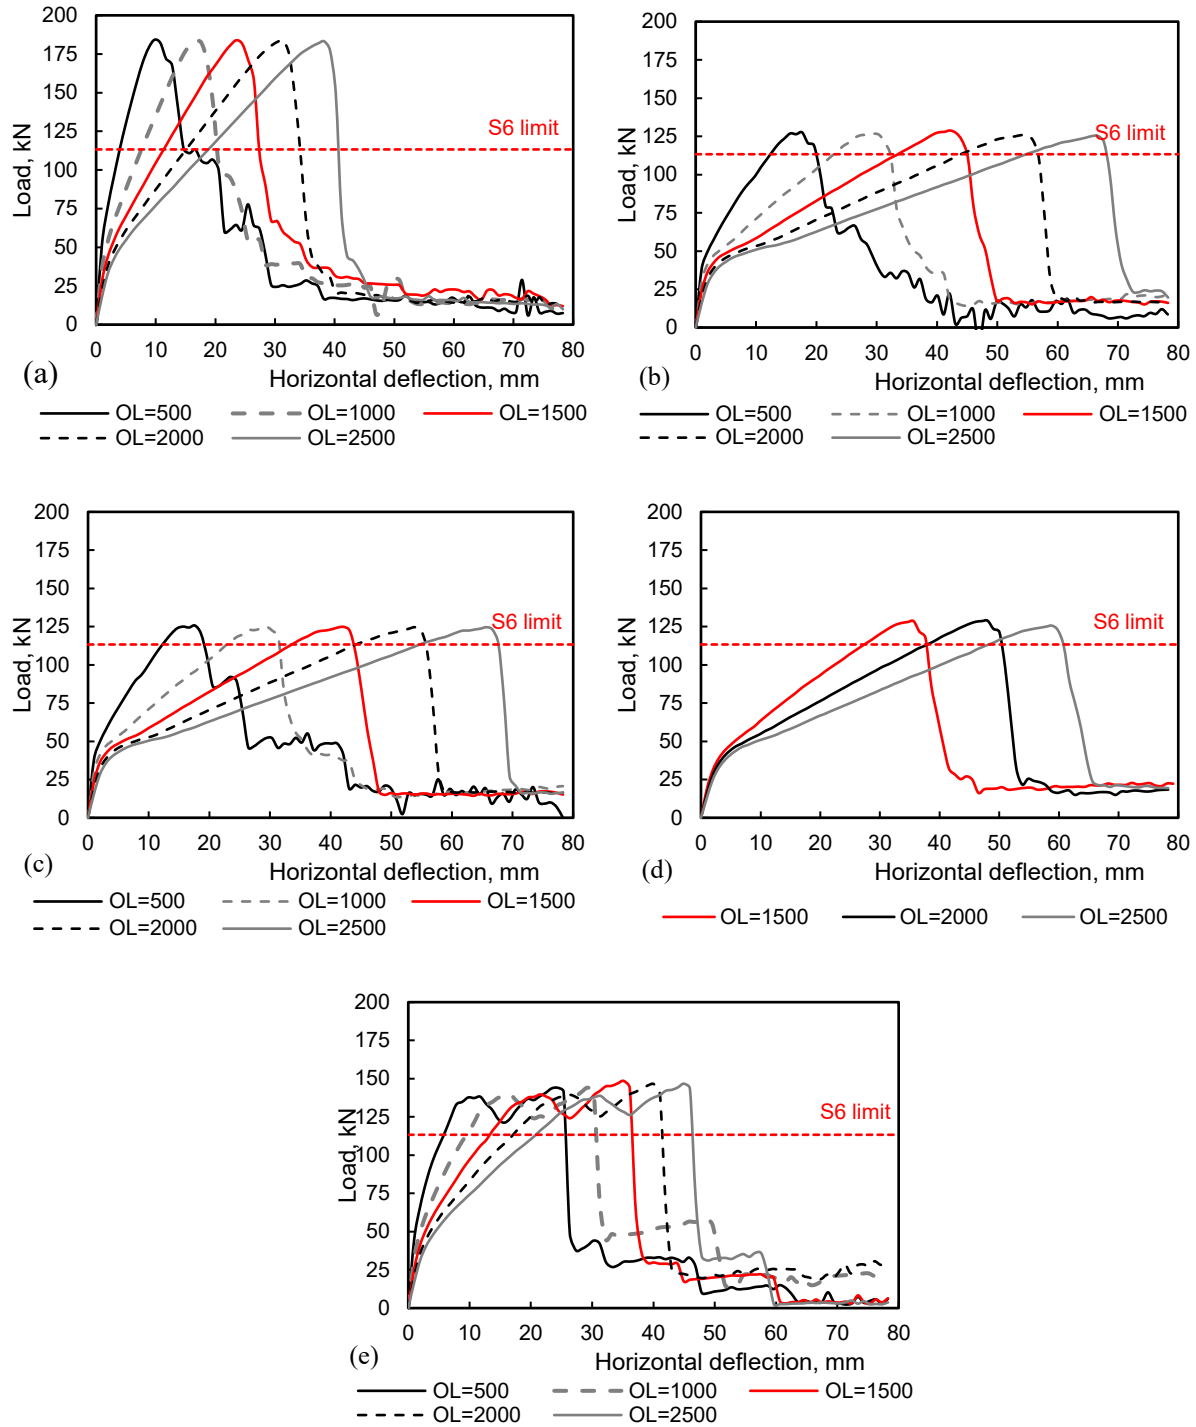 200
175
150
125
100
75
50
25
0
Load, kN
S6 limit
0 10 20 30 40 50 60 70 80
Horizontal deflection, mm
(a)
OL=500 OL=1000 OL=1500
OL=2000 OL=2500
200
175
150
125
100
75
50
25
0
Load, kN
S6 limit
0 10 20 30 40 50 60 70 80
Horizontal deflection, mm
(b)
OL=500 OL=1000 OL=1500
OL=2000 OL=2500
200
175
150
125
100
75
50
25
0
Load, kN
S6 limit
0 10 20 30 40 50 60 70 80
Horizontal deflection, mm
(c)
OL=500 OL=1000 OL=1500
OL=2000 OL=2500
200
175
150
125
100
75
50
25
0
Load, kN
S6 limit
0 10 20 30 40 50 60 70 80
Horizontal deflection, mm
(d)
OL=1500 OL=2000 OL=2500
200
175
150
125
100
75
50
25
0
Load, kN
S6 limit
0 10 20 30 40 50 60 70 80
Horizontal deflection, mm
(e)
OL=500 OL=1000 OL=1500
OL=2000 OL=2500